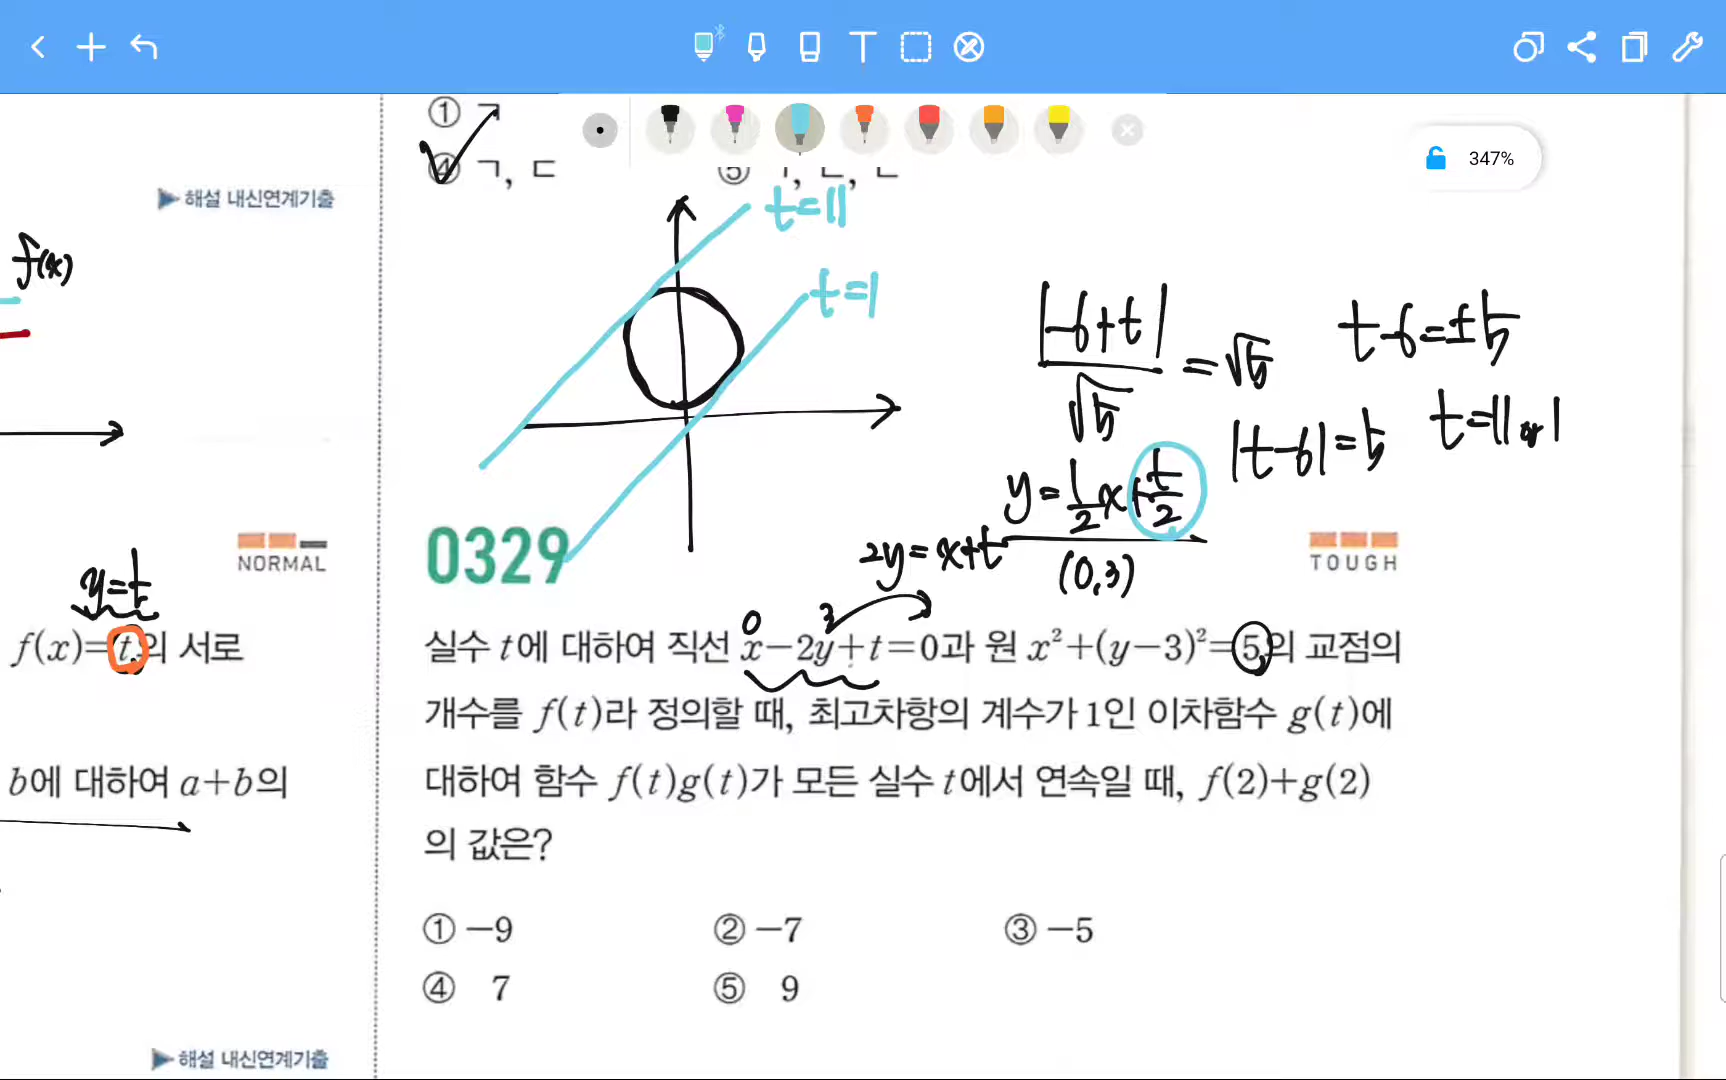 347%
① ㄱ
④ ㄱ, ㄷ
⑤
▶ 해설 내신연계기출
t=11
t=1
f(x)
|-6+t| / √5 = √5
t-6=±5
|t-6|=5
t=11 or 1
y=1/2x+t/2
2y=x+t
(0,3)
NORMAL
0329
TOUGH
y=t
0
3
f(x)=t의 서로
실수 t에 대하여 직선 x-2y+t=0과 원 x²+(y-3)²=5의 교점의
개수를 f(t)라 정의할 때, 최고차항의 계수가 1인 이차함수 g(t)에
b에 대하여 a+b의
대하여 함수 f(t)g(t)가 모든 실수 t에서 연속일 때, f(2)+g(2)
의 값은?
① -9 ② -7 ③ -5
④ 7 ⑤ 9
▶ 해설 내신연계기출